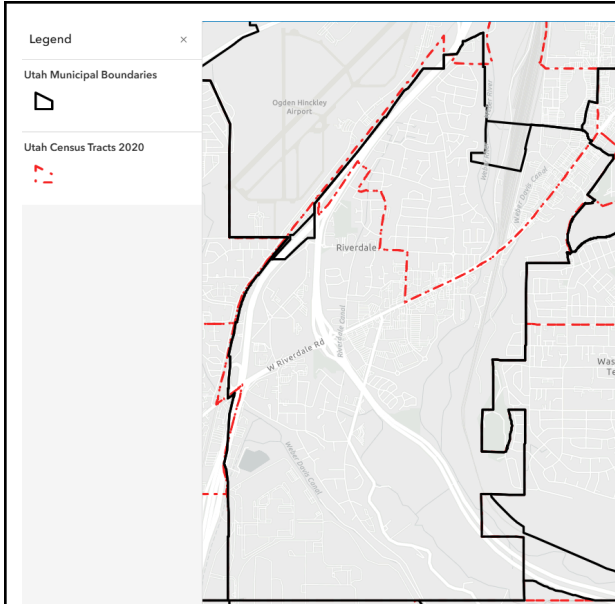 Legend ×
Utah Municipal Boundaries
Utah Census Tracts 2020
Ogden Hinckley
Airport
Weber Davis Canal
Riverdale
Riverdale Canal
W Riverdale Rd
Was
Te
Weber Davis Canal